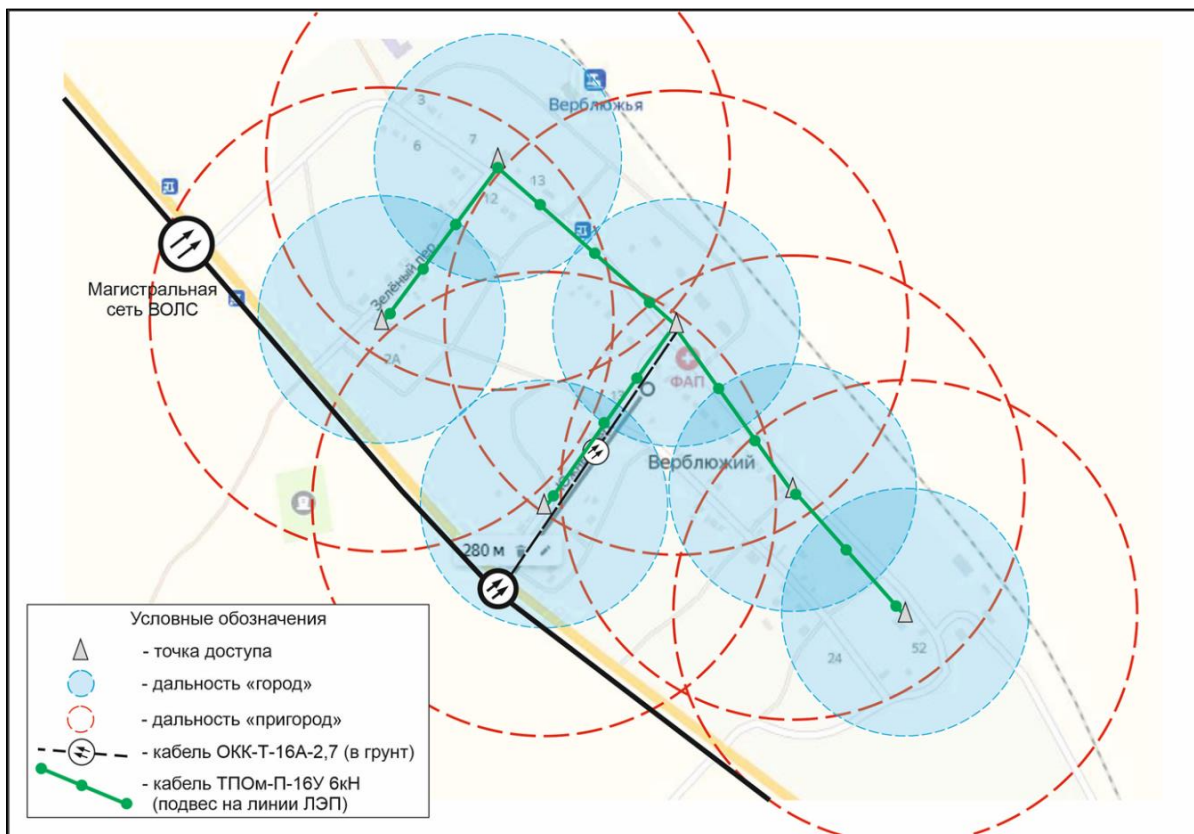 3
Верблюжья
6
7
13
12
Зелёный пер
Магистральная
сеть ВОЛС
2А
ФАП
13
Верблюжий
280 м
24
52
Условные обозначения
- точка доступа
- дальность «город»
- дальность «пригород»
- кабель ОКК-Т-16А-2,7 (в грунт)
- кабель ТПОм-П-16У 6кН
(подвес на линии ЛЭП)